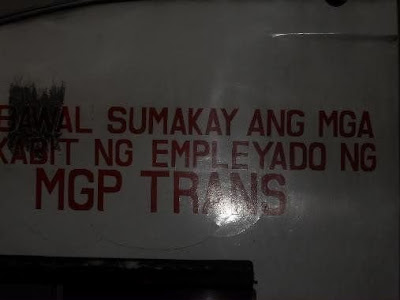 BAWAL SUMAKAY ANG MGA
KABIT NG EMPLEYADO NG
MGP TRANS